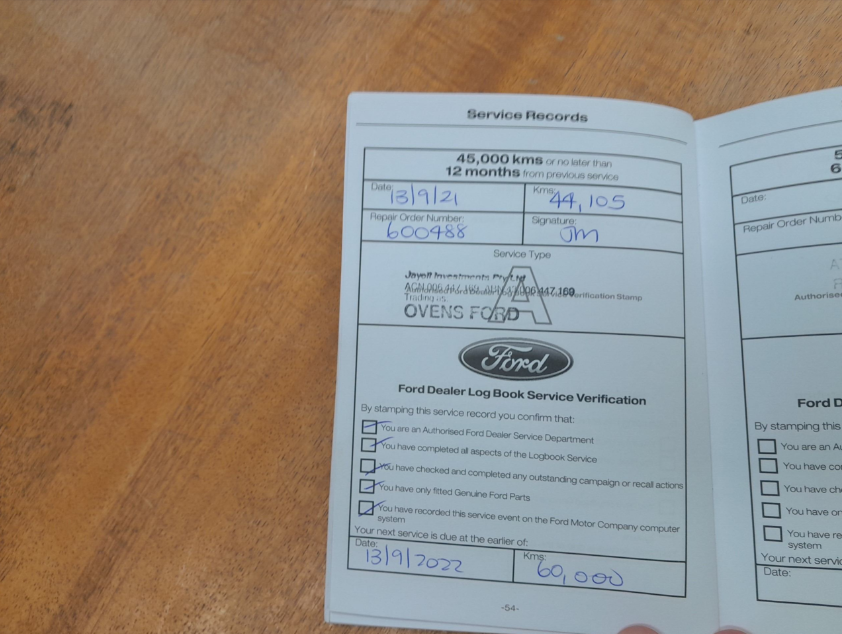 Service Records
45,000 kms or no later than
12 months from previous service
Date: 13/9/21
Kms: 44,105
Repair Order Number: 600488
Signature: Jm
Service Type
A
Jayell Investments Pty Ltd
Authorised Ford Dealer Service Verification Stamp
Trading as
OVENS FORD
Ford
Ford Dealer Log Book Service Verification
By stamping this service record you confirm that:
You are an Authorised Ford Dealer Service Department
You have completed all aspects of the Logbook Service
You have checked and completed any outstanding campaign or recall actions
You have only fitted Genuine Ford Parts
You have recorded this service event on the Ford Motor Company computer
system
Your next service is due at the earlier of:
Date: 13/9/2022
Kms: 60,000
-54-
Date:
Repair Order Numb
Authorise
Ford D
By stamping this
You are an Au
You have co
You have ch
You have or
You have re
system
Your next servic
Date: